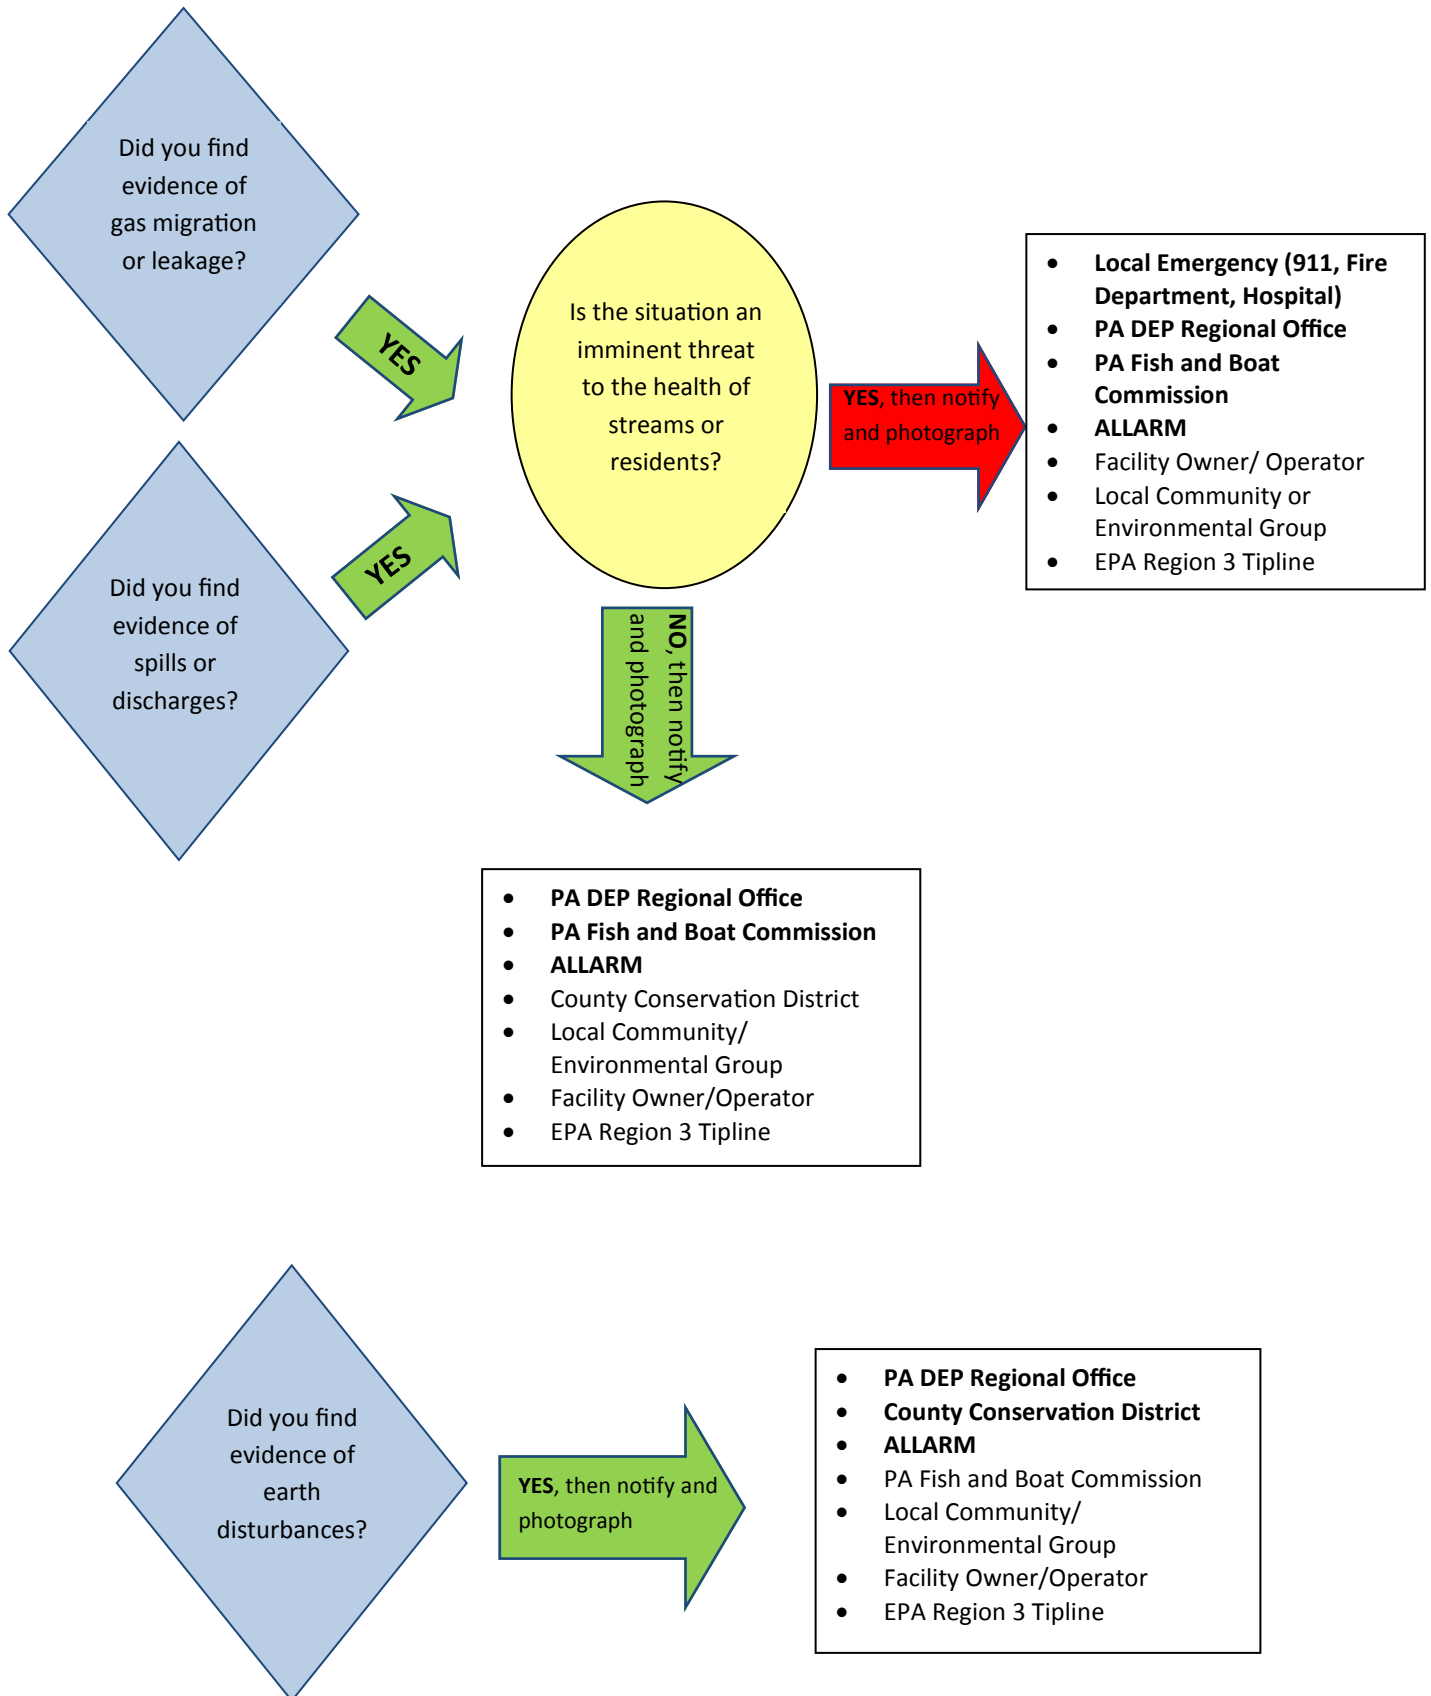 Did you find
evidence of
gas migration
or leakage?
YES
Is the situation an
imminent threat
to the health of
streams or
residents?
YES, then notify
and photograph
• Local Emergency (911, Fire
Department, Hospital)
• PA DEP Regional Office
• PA Fish and Boat
Commission
• ALLARM
• Facility Owner/ Operator
• Local Community or
Environmental Group
• EPA Region 3 Tipline
Did you find
evidence of
spills or
discharges?
YES
NO, then notify
and photograph
• PA DEP Regional Office
• PA Fish and Boat Commission
• ALLARM
• County Conservation District
• Local Community/
Environmental Group
• Facility Owner/Operator
• EPA Region 3 Tipline
Did you find
evidence of
earth
disturbances?
YES, then notify and
photograph
• PA DEP Regional Office
• County Conservation District
• ALLARM
• PA Fish and Boat Commission
• Local Community/
Environmental Group
• Facility Owner/Operator
• EPA Region 3 Tipline